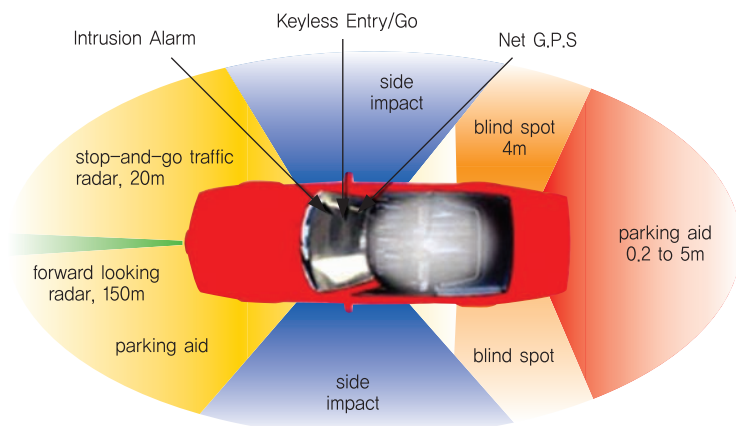 Keyless Entry/Go
Intrusion Alarm
Net G.P.S
side
impact
blind spot
4m
stop-and-go traffic
radar, 20m
parking aid
0.2 to 5m
forward looking
radar, 150m
parking aid
blind spot
side
impact